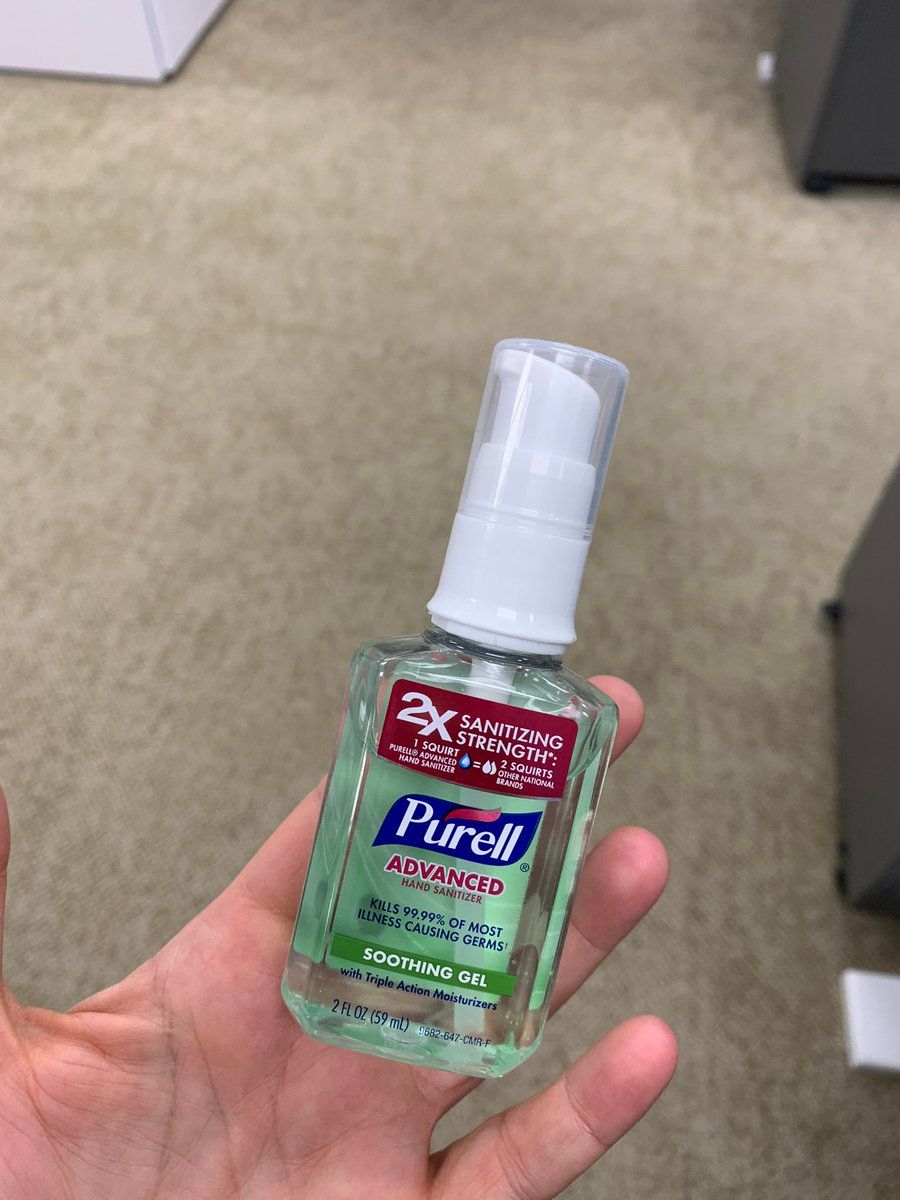 2X SANITIZING
STRENGTH*:
1 SQUIRT
PURELL® ADVANCED
HAND SANITIZER
=
2 SQUIRTS
OTHER NATIONAL
BRANDS
Purell®
ADVANCED
HAND SANITIZER
KILLS 99.99% OF MOST
ILLNESS CAUSING GERMS†
SOOTHING GEL
with Triple Action Moisturizers
2 FL OZ (59 mL) 9682-647-CMR-F